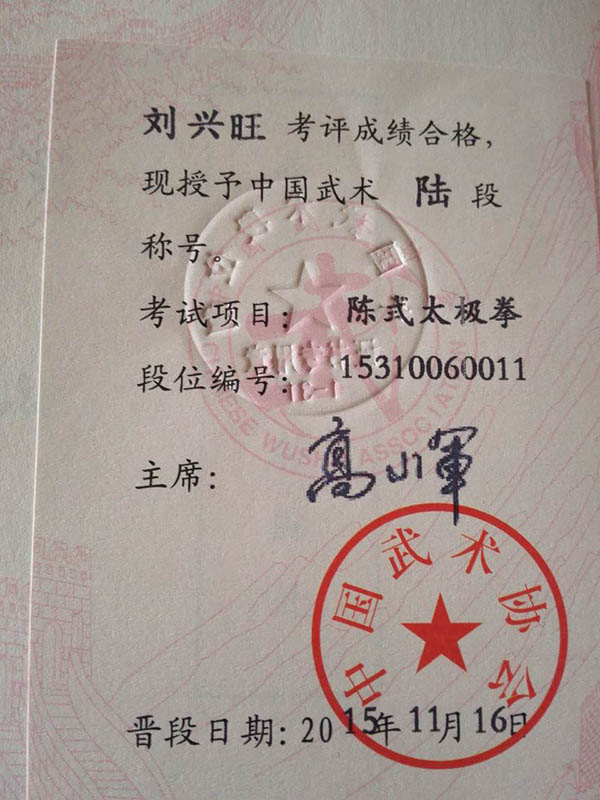 刘兴旺 考评成绩合格，
现授予中国武术 陆 段
称号。
考试项目： 陈式太极拳
段位编号：15310060011
主席： 高小軍
中国武术协会
晋段日期：2015年11月16日